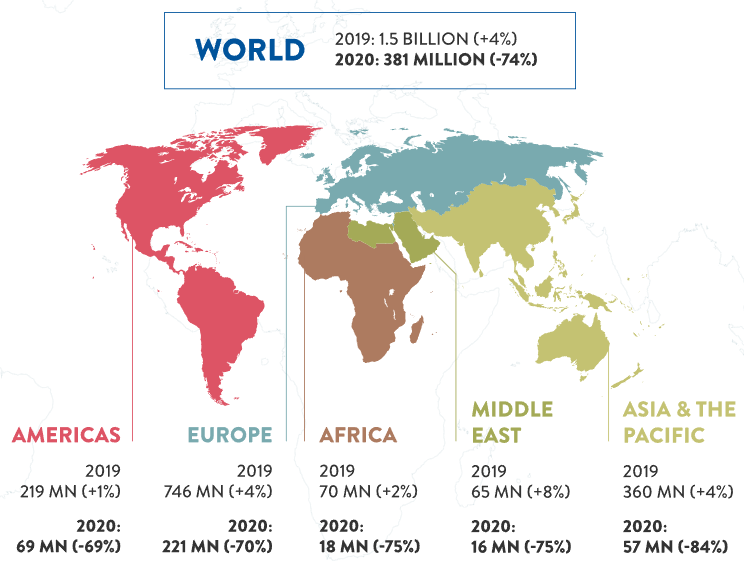 WORLD
2019: 1.5 BILLION (+4%)
2020: 381 MILLION (-74%)
AMERICAS
2019
219 MN (+1%)
2020:
69 MN (-69%)
EUROPE
2019
746 MN (+4%)
2020:
221 MN (-70%)
AFRICA
2019
70 MN (+2%)
2020:
18 MN (-75%)
MIDDLE
EAST
2019
65 MN (+8%)
2020:
16 MN (-75%)
ASIA & THE
PACIFIC
2019
360 MN (+4%)
2020:
57 MN (-84%)